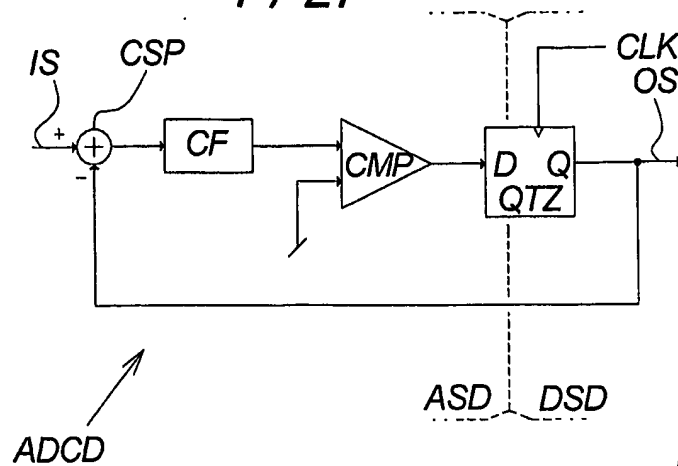 IS
CSP
CLK
OS
+
+
-
CF
CMP
D Q
QTZ
ASD
DSD
ADCD